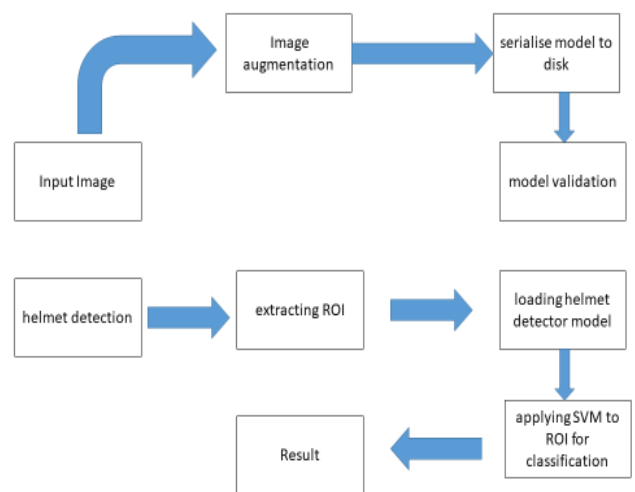 Image
augmentation
serialise model to
disk
Input Image
model validation
helmet detection
extracting ROI
loading helmet
detector model
applying SVM to
ROI for
classification
Result